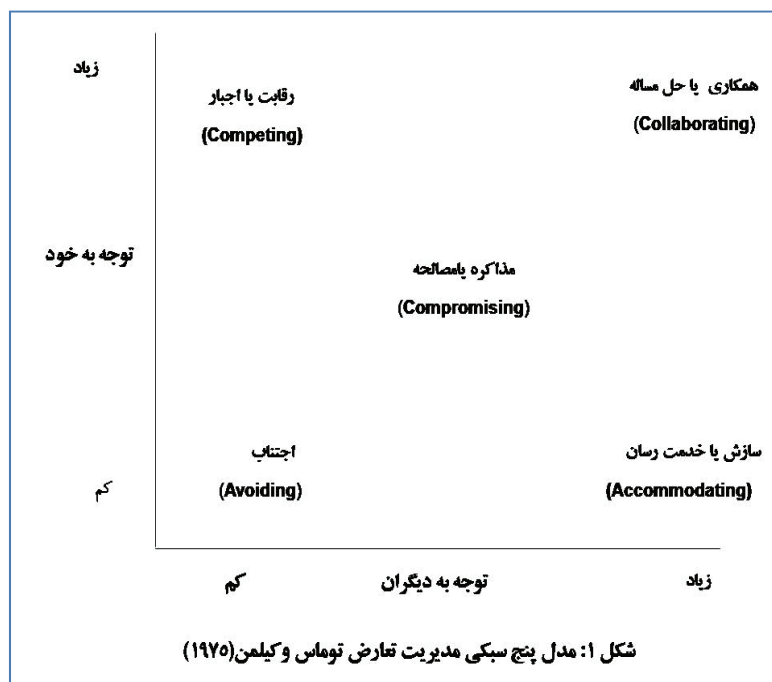 زیاد
رقابت یا اجبار
(Competing)
همکاری یا حل مساله
(Collaborating)
توجه به خود
مذاکره یامصالحه
(Compromising)
کم
اجتناب
(Avoiding)
سازش یا خدمت رسان
(Accommodating)
کم
توجه به دیگران
زیاد
شکل ۱: مدل پنج سبکی مدیریت تعارض توماس وکیلمن(۱۹۷۵)